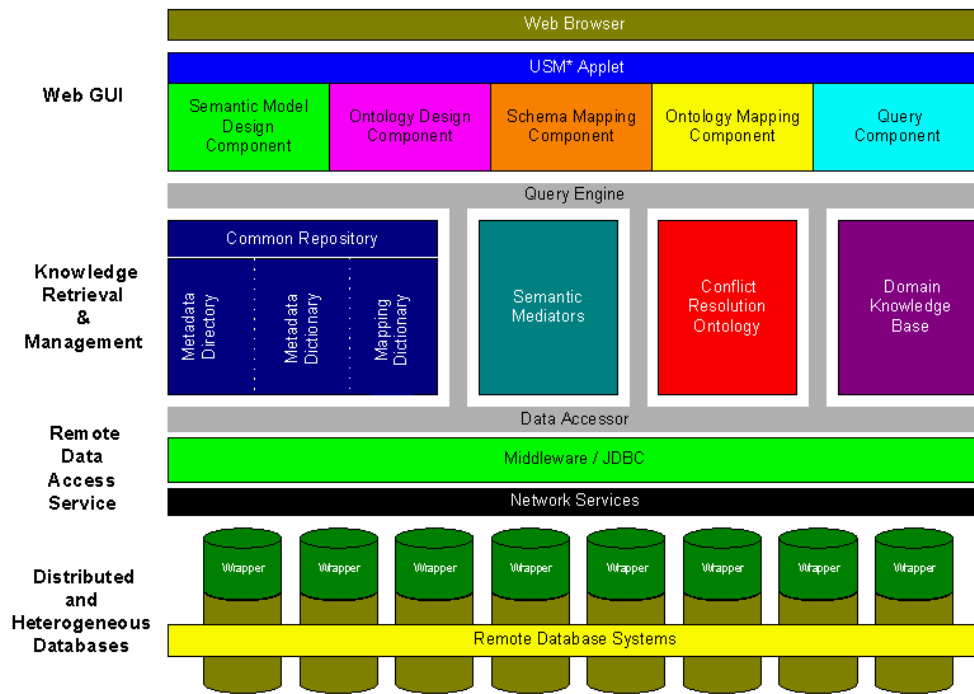 Web Browser
Web GUI
USM* Applet
Semantic Model
Design
Component
Ontology Design
Component
Schema Mapping
Component
Ontology Mapping
Component
Query
Component
Query Engine
Knowledge
Retrieval
&
Management
Common Repository
Metadata
Directory
Metadata
Dictionary
Mapping
Dictionary
Semantic
Mediators
Conflict
Resolution
Ontology
Domain
Knowledge
Base
Data Accessor
Remote
Data
Access
Service
Middleware / JDBC
Network Services
Distributed
and
Heterogeneous
Databases
Wrapper
Wrapper
Wrapper
Wrapper
Wrapper
Wrapper
Wrapper
Wrapper
Remote Database Systems